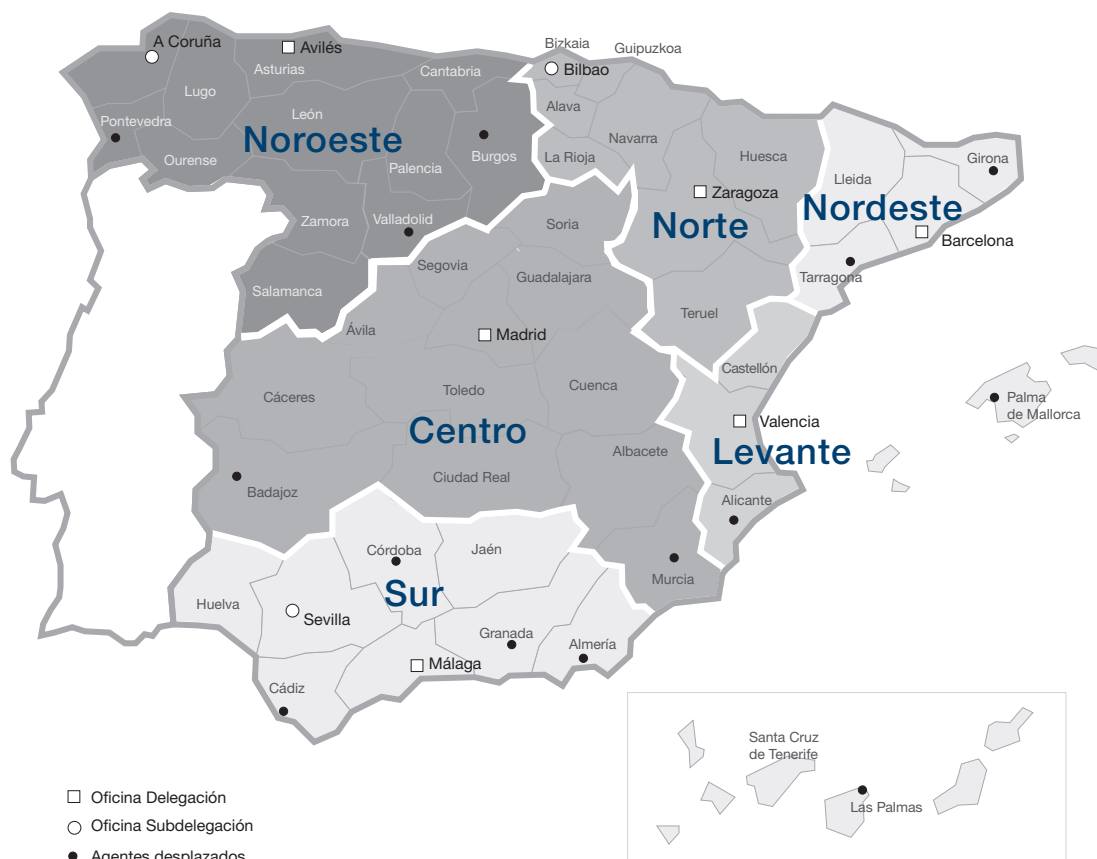 Bizkaia
Guipuzkoa
A Coruña
Avilés
Asturias
Cantabria
Bilbao
Lugo
León
Alava
Pontevedra
Noroeste
Navarra
Ourense
Palencia
Burgos
La Rioja
Huesca
Girona
Lleida
Zaragoza
Nordeste
Zamora
Valladolid
Soria
Norte
Barcelona
Segovia
Guadalajara
Tarragona
Salamanca
Teruel
Ávila
Madrid
Castellón
Cáceres
Toledo
Cuenca
Palma
de Mallorca
Centro
Valencia
Albacete
Levante
Ciudad Real
Badajoz
Alicante
Córdoba
Jaén
Murcia
Sur
Huelva
Sevilla
Granada
Almería
Málaga
Cádiz
Santa Cruz
de Tenerife
Las Palmas
Oficina Delegación
Oficina Subdelegación
Agentes desplazados